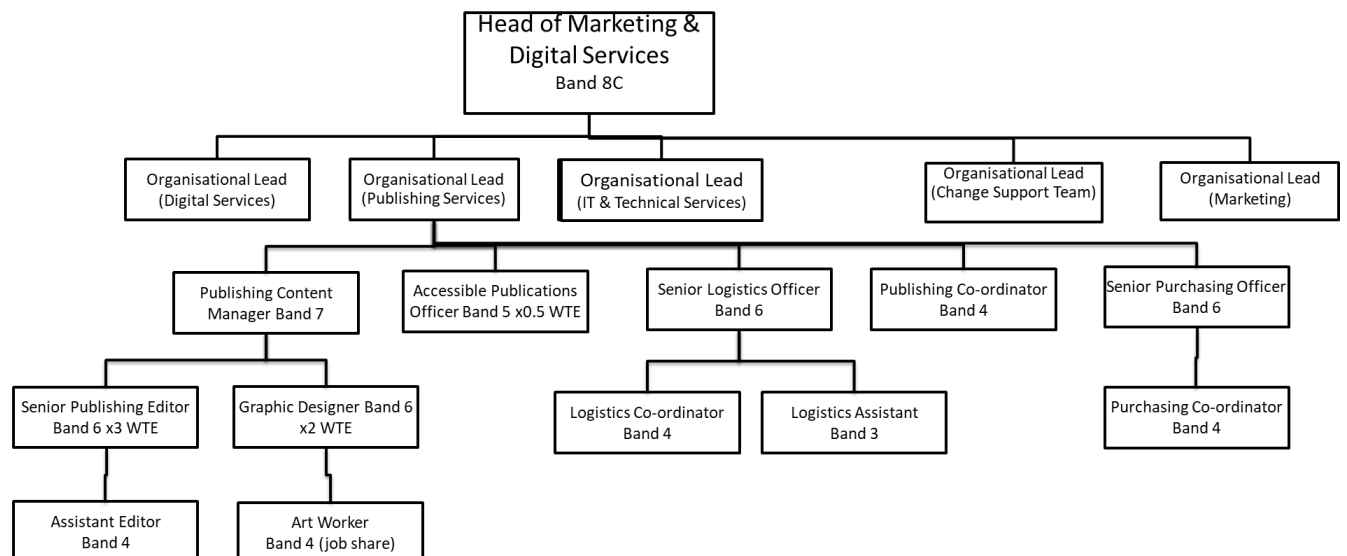 Head of Marketing &
Digital Services
Band 8C
Organisational Lead
(Digital Services)
Organisational Lead
(Publishing Services)
Organisational Lead
(IT & Technical Services)
Organisational Lead
(Change Support Team)
Organisational Lead
(Marketing)
Publishing Content
Manager Band 7
Accessible Publications
Officer Band 5 x0.5 WTE
Senior Logistics Officer
Band 6
Publishing Co-ordinator
Band 4
Senior Purchasing Officer
Band 6
Senior Publishing Editor
Band 6 x3 WTE
Graphic Designer Band 6
x2 WTE
Logistics Co-ordinator
Band 4
Logistics Assistant
Band 3
Purchasing Co-ordinator
Band 4
Assistant Editor
Band 4
Art Worker
Band 4 (job share)